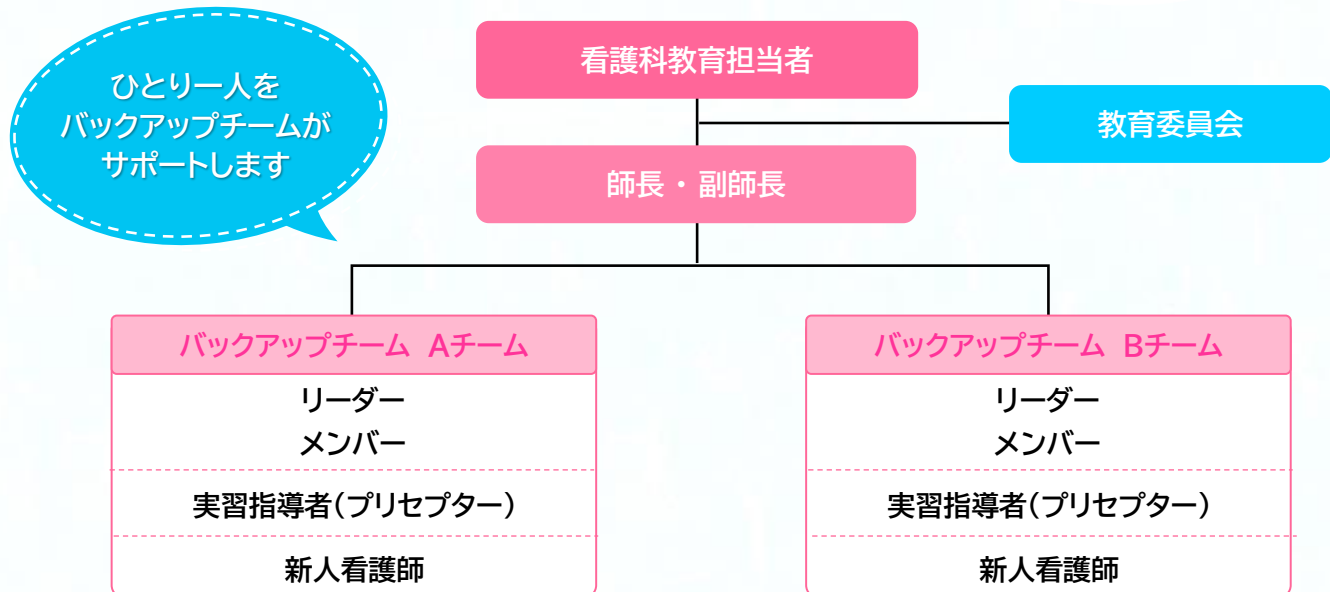 ひとり一人を
バックアップチームが
サポートします
看護科教育担当者
教育委員会
師長・副師長
バックアップチーム Aチーム
リーダー
メンバー
実習指導者(プリセプター)
新人看護師
バックアップチーム Bチーム
リーダー
メンバー
実習指導者(プリセプター)
新人看護師